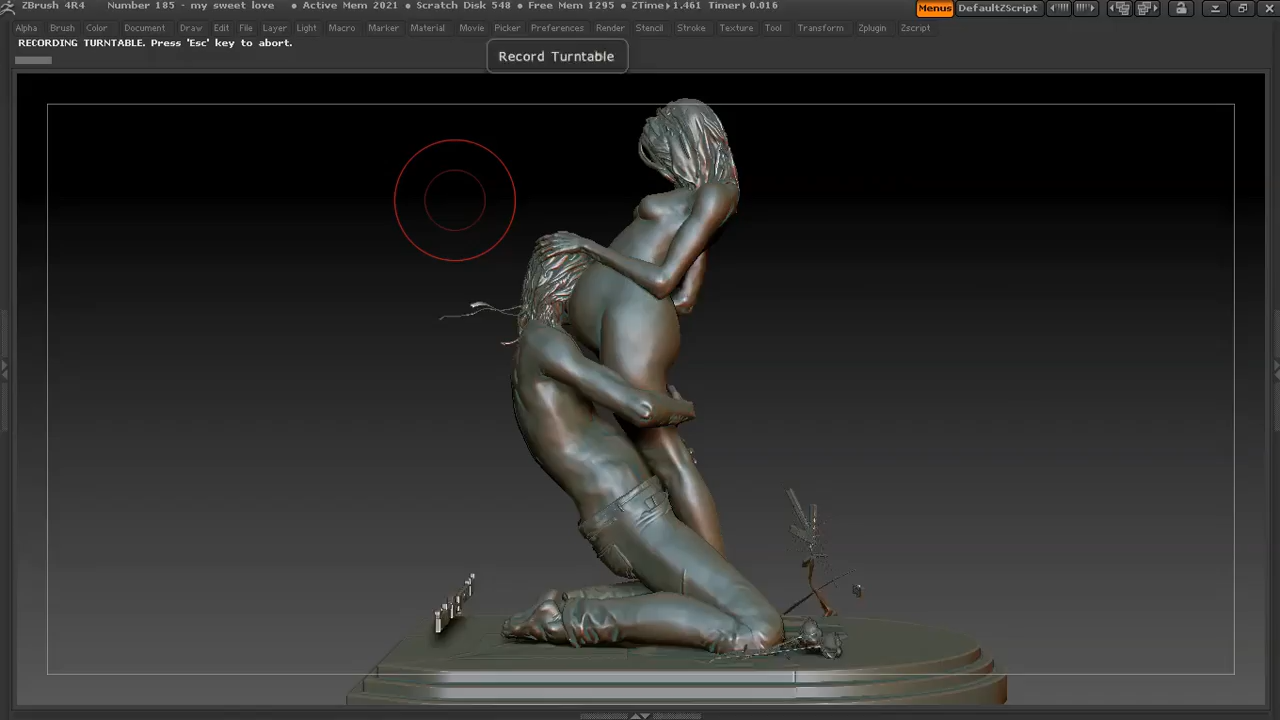 ZBrush 4R4 Number 185 - my sweet love • Active Mem 2021 • Scratch Disk 548 • Free Mem 1295 • ZTime▸1.461 Timer▸0.016 Menus DefaultZScript
Alpha Brush Color Document Draw Edit File Layer Light Macro Marker Material Movie Picker Preferences Render Stencil Stroke Texture Tool Transform Zplugin Zscript
RECORDING TURNTABLE. Press 'Esc' key to abort.
Record Turntable